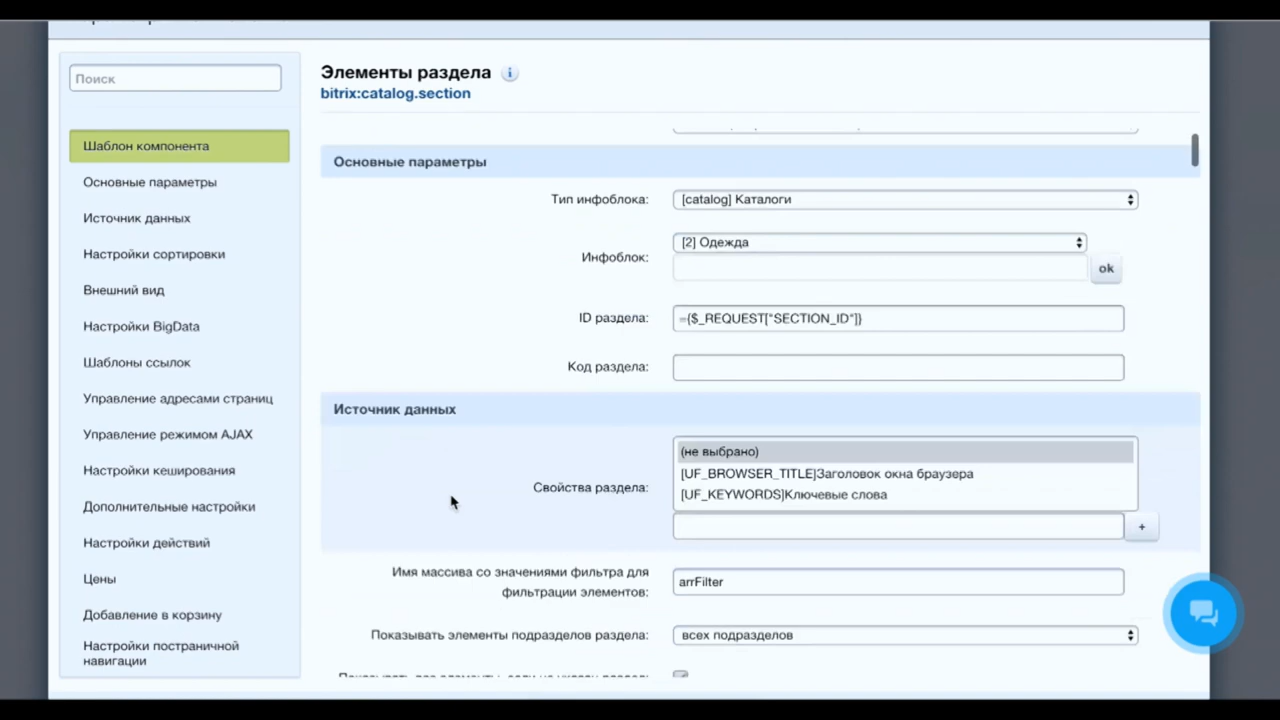 Поиск
Шаблон компонента
Основные параметры
Источник данных
Настройки сортировки
Внешний вид
Настройки BigData
Шаблоны ссылок
Управление адресами страниц
Управление режимом AJAX
Настройки кеширования
Дополнительные настройки
Настройки действий
Цены
Добавление в корзину
Настройки постраничной
навигации
Элементы раздела
bitrix:catalog.section
Основные параметры
Тип инфоблока: [catalog] Каталоги
Инфоблок: [2] Одежда
ok
ID раздела: ={$_REQUEST["SECTION_ID"]}
Код раздела:
Источник данных
Свойства раздела: (не выбрано)
[UF_BROWSER_TITLE]Заголовок окна браузера
[UF_KEYWORDS]Ключевые слова
+
Имя массива со значениями фильтра для
фильтрации элементов: arrFilter
Показывать элементы подразделов раздела: всех подразделов